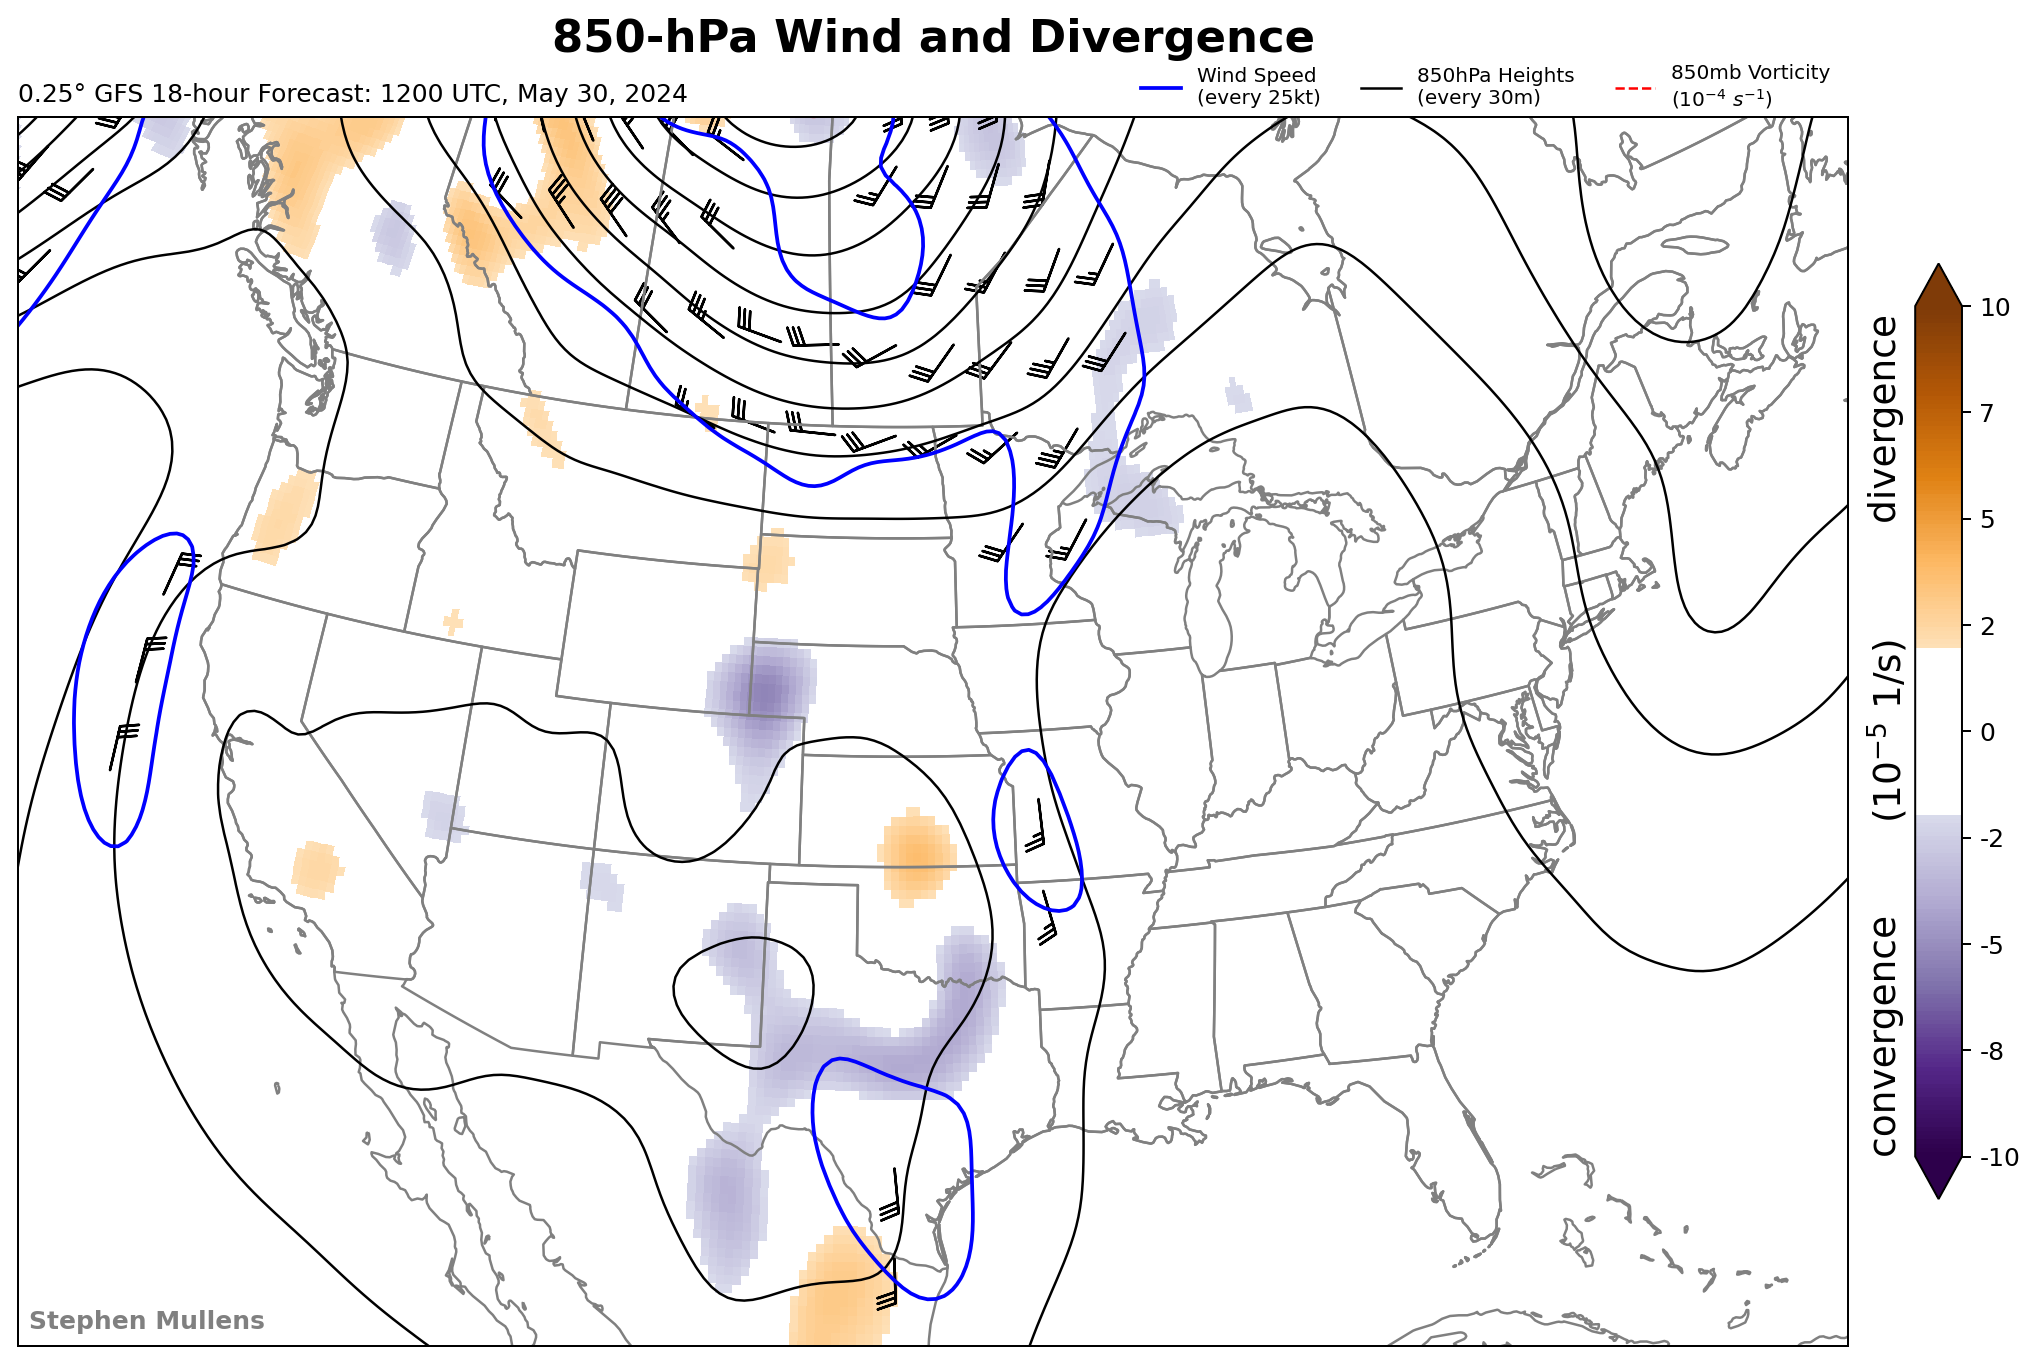 850-hPa Wind and Divergence
0.25° GFS 18-hour Forecast: 1200 UTC, May 30, 2024
Wind Speed
(every 25kt)
850hPa Heights
(every 30m)
850mb Vorticity
(10⁻⁴ s⁻¹)
10
7
5
2
0
-2
-5
-8
-10
convergence (10⁻⁵ 1/s) divergence
Stephen Mullens